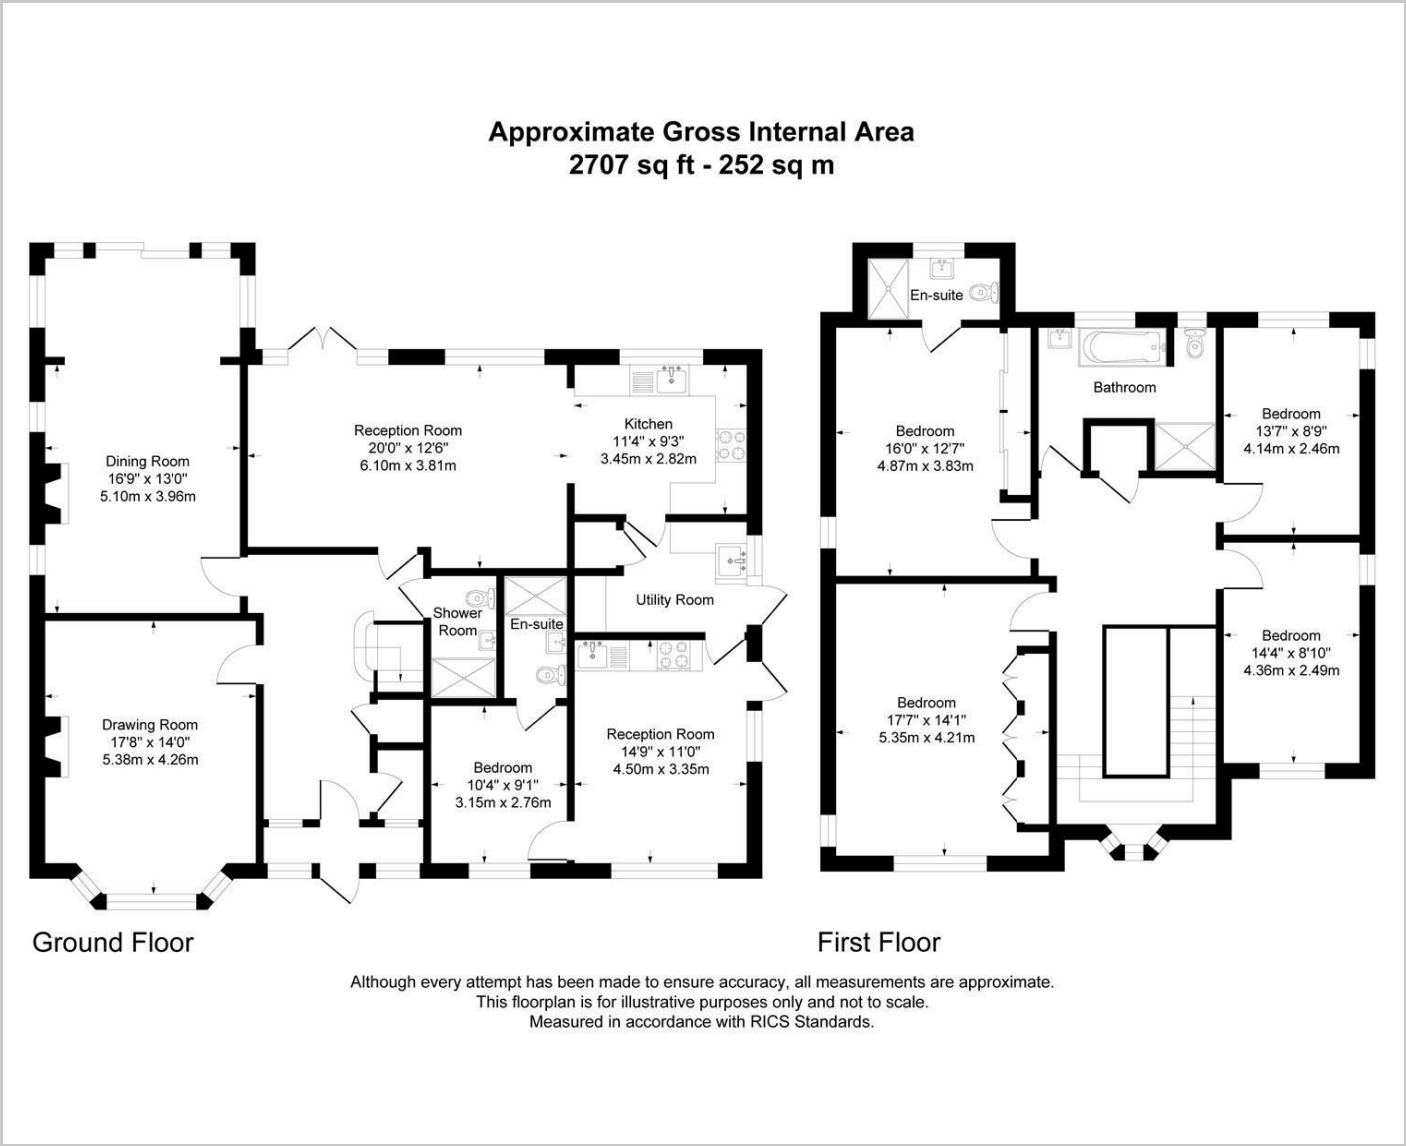 Approximate Gross Internal Area
2707 sq ft - 252 sq m
Dining Room
16'9" x 13'0"
5.10m x 3.96m
Reception Room
20'0" x 12'6"
6.10m x 3.81m
Kitchen
11'4" x 9'3"
3.45m x 2.82m
Utility Room
Shower
Room
En-suite
Drawing Room
17'8" x 14'0"
5.38m x 4.26m
Bedroom
10'4" x 9'1"
3.15m x 2.76m
Reception Room
14'9" x 11'0"
4.50m x 3.35m
Ground Floor
En-suite
Bedroom
16'0" x 12'7"
4.87m x 3.83m
Bathroom
Bedroom
13'7" x 8'9"
4.14m x 2.46m
Bedroom
14'4" x 8'10"
4.36m x 2.49m
Bedroom
17'7" x 14'1"
5.35m x 4.21m
First Floor
Although every attempt has been made to ensure accuracy, all measurements are approximate.
This floorplan is for illustrative purposes only and not to scale.
Measured in accordance with RICS Standards.